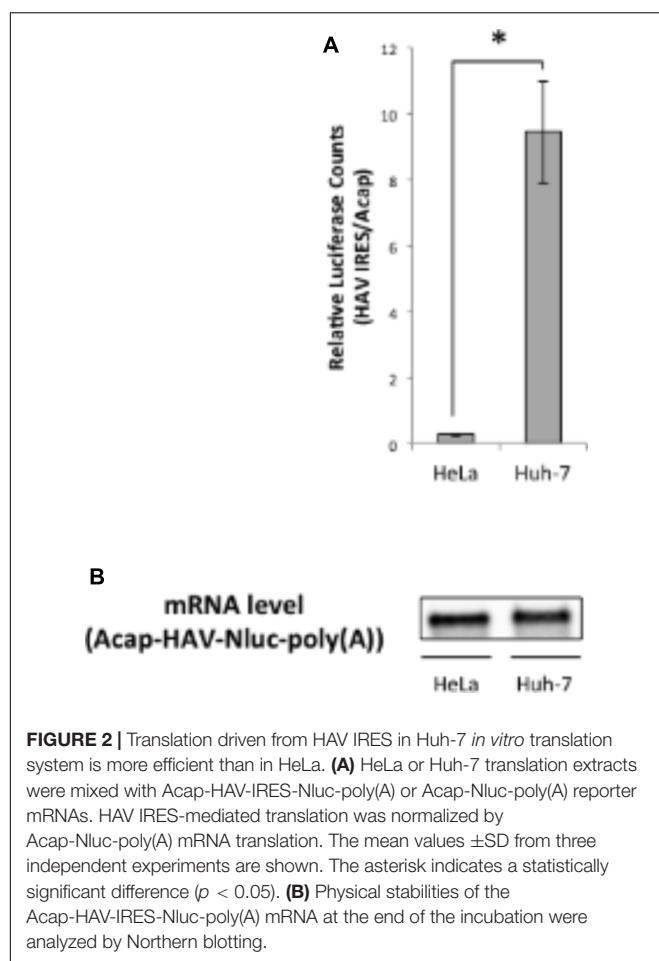 A
*
12
10
8
6
4
2
0
Relative Luciferase Counts
(HAV IRES/Acap)
HeLa Huh-7
B
mRNA level
(Acap-HAV-Nluc-poly(A))
HeLa Huh-7
FIGURE 2 | Translation driven from HAV IRES in Huh-7 in vitro translation
system is more efficient than in HeLa. (A) HeLa or Huh-7 translation extracts
were mixed with Acap-HAV-IRES-Nluc-poly(A) or Acap-Nluc-poly(A) reporter
mRNAs. HAV IRES-mediated translation was normalized by
Acap-Nluc-poly(A) mRNA translation. The mean values ±SD from three
independent experiments are shown. The asterisk indicates a statistically
significant difference (p < 0.05). (B) Physical stabilities of the
Acap-HAV-IRES-Nluc-poly(A) mRNA at the end of the incubation were
analyzed by Northern blotting.